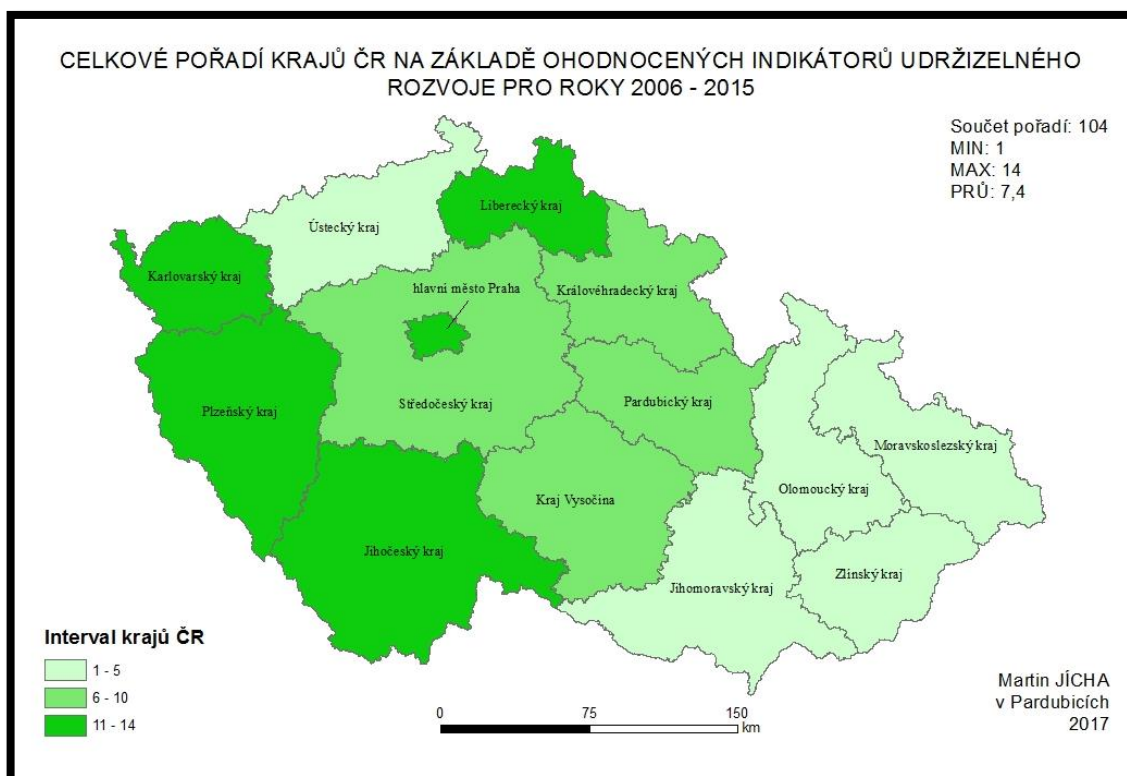 CELKOVÉ POŘADÍ KRAJŮ ČR NA ZÁKLADĚ OHODNOCENÝCH INDIKÁTORŮ UDRŽIZELNÉHO
ROZVOJE PRO ROKY 2006 - 2015
Součet pořadí: 104
MIN: 1
MAX: 14
PRŮ: 7,4
Liberecký kraj
Ústecký kraj
Karlovarský kraj
hlavní město Praha
Královéhradecký kraj
Plzeňský kraj
Středočeský kraj
Pardubický kraj
Moravskoslezský kraj
Olomoucký kraj
Kraj Vysočina
Jihočeský kraj
Zlínský kraj
Jihomoravský kraj
Interval krajů ČR
1 - 5
6 - 10
11 - 14
0 75 150
km
Martin JÍCHA
v Pardubicích
2017